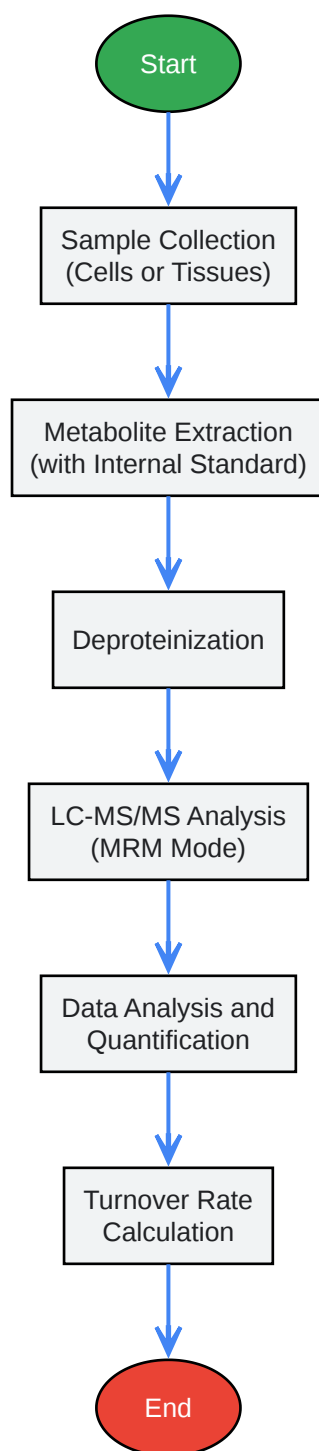 Start
Sample Collection
(Cells or Tissues)
Metabolite Extraction
(with Internal Standard)
Deproteinization
LC-MS/MS Analysis
(MRM Mode)
Data Analysis and
Quantification
Turnover Rate
Calculation
End